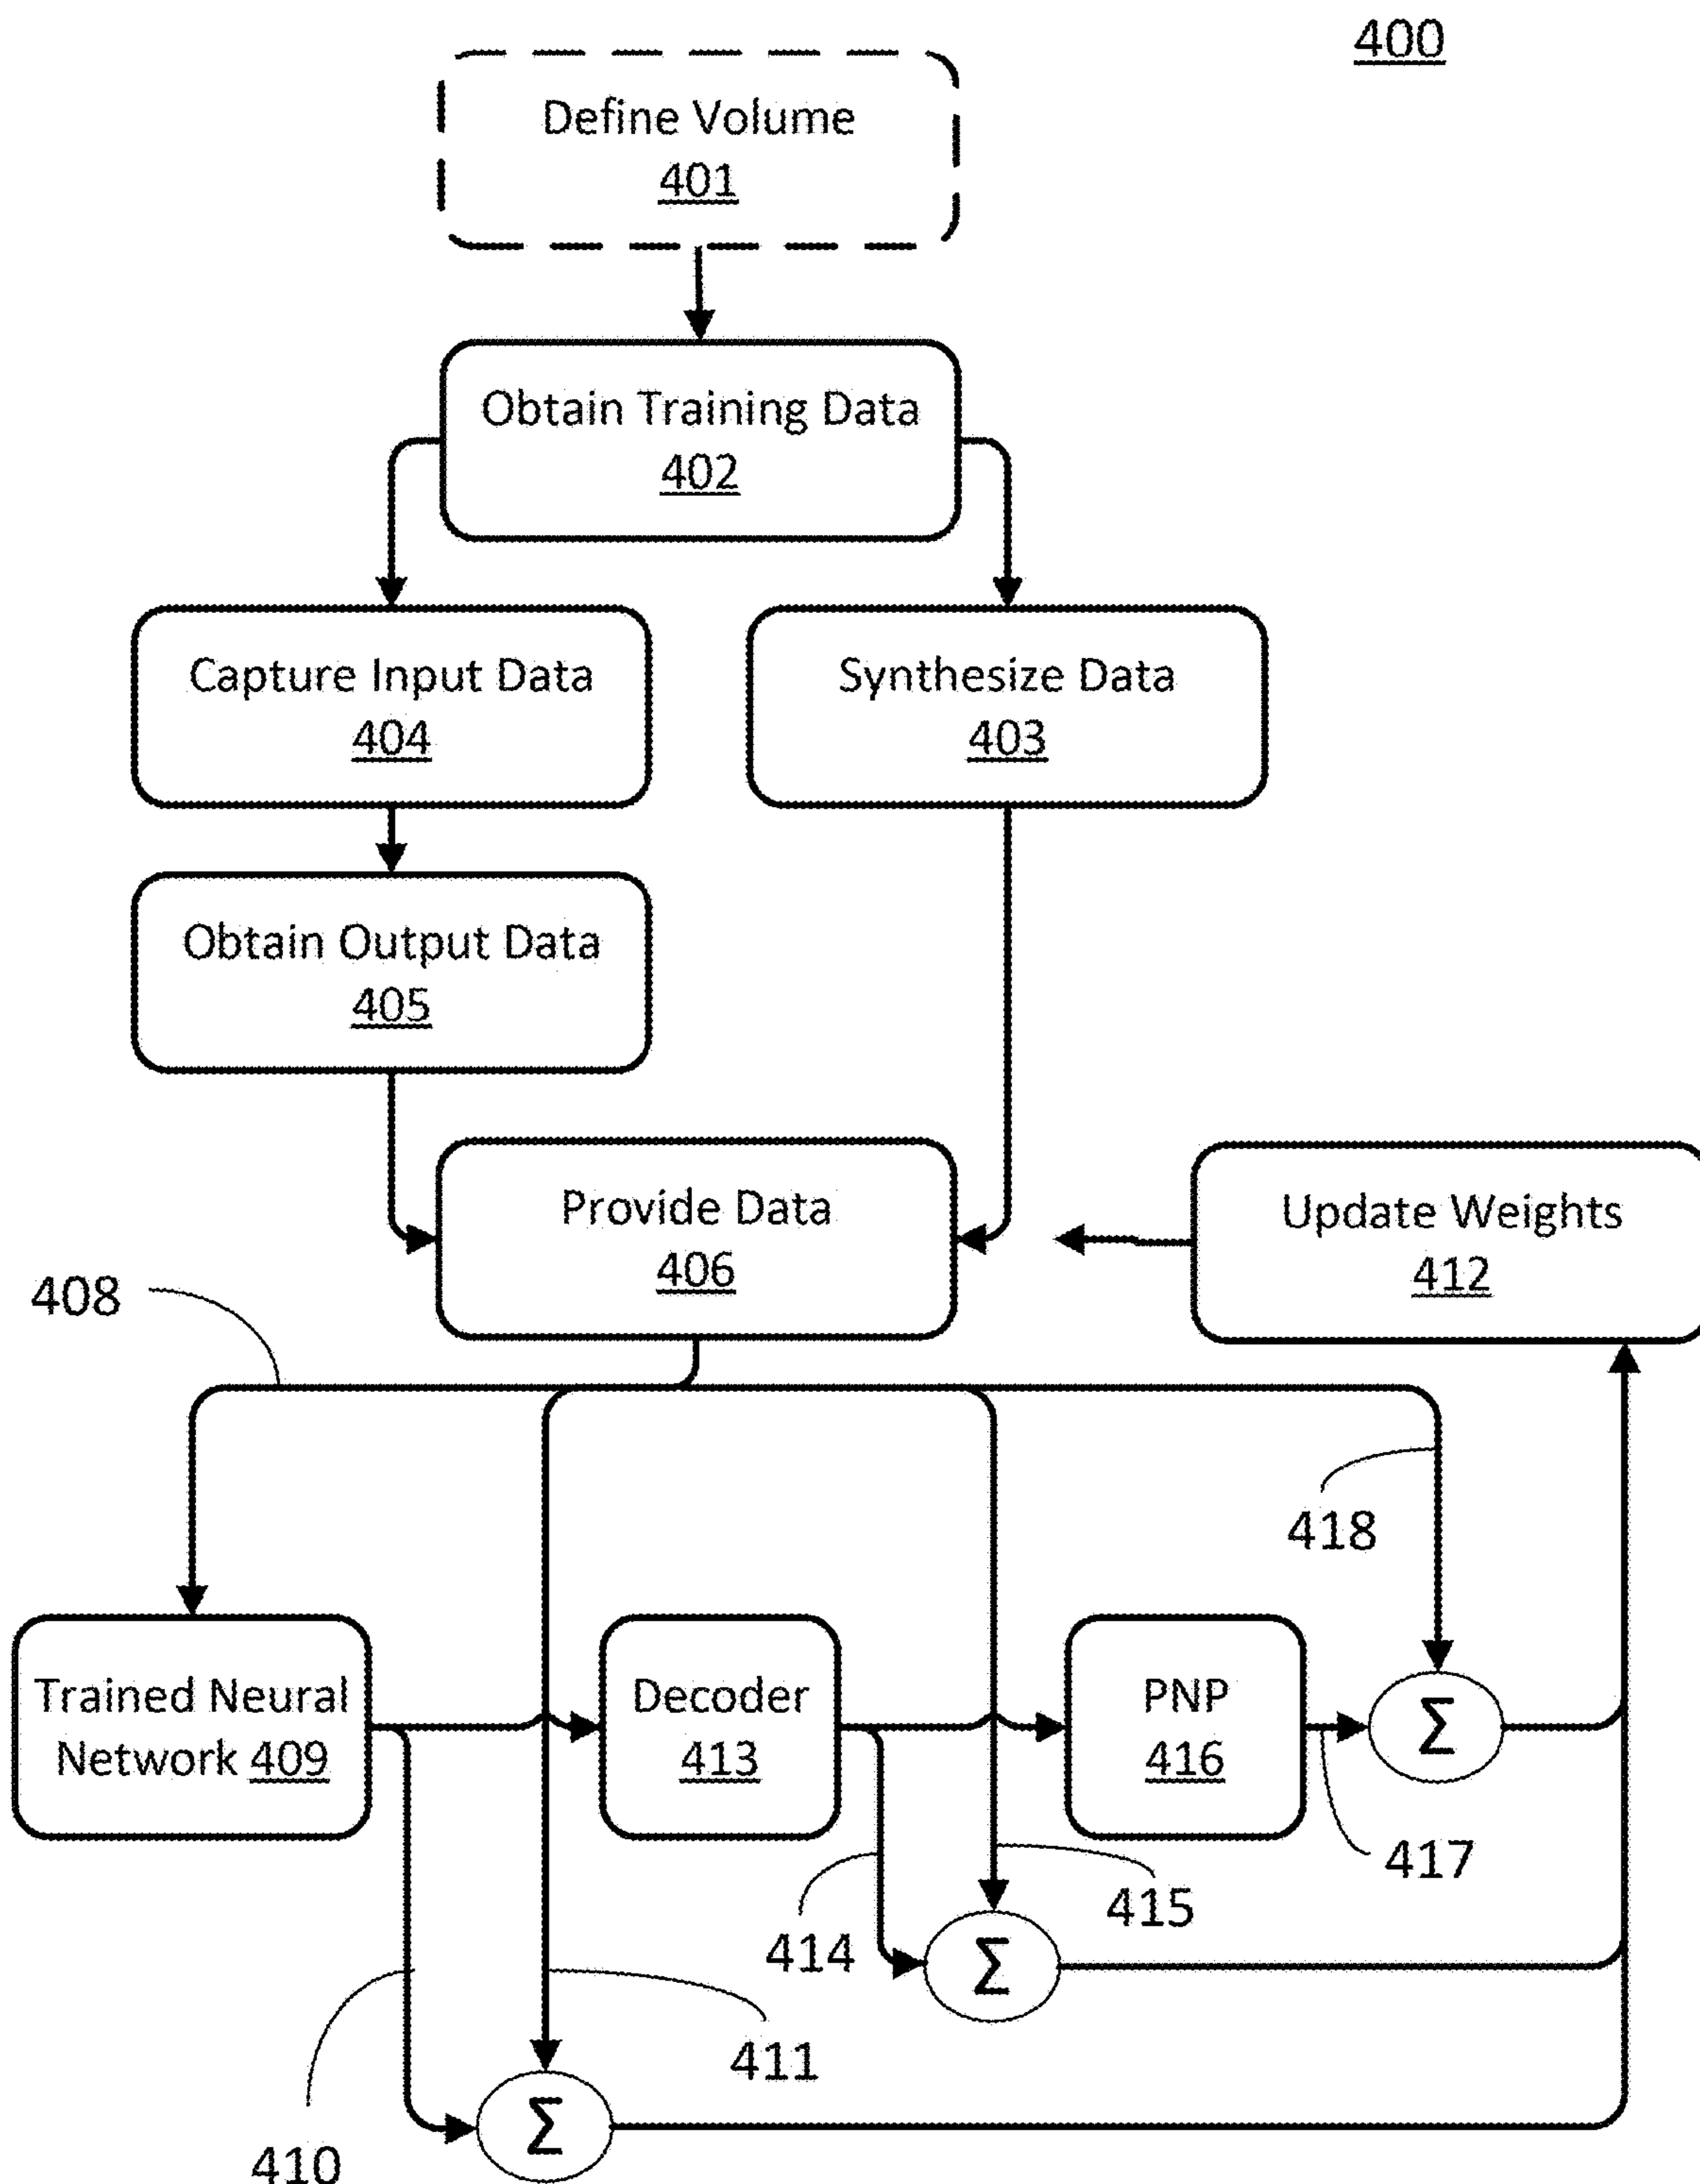 400
Define Volume
401
Obtain Training Data
402
Capture Input Data
404
Synthesize Data
403
Obtain Output Data
405
Provide Data
406
Update Weights
412
408
418
Trained Neural
Network 409
Decoder
413
PNP
416
Σ
417
415
414
Σ
411
Σ
410